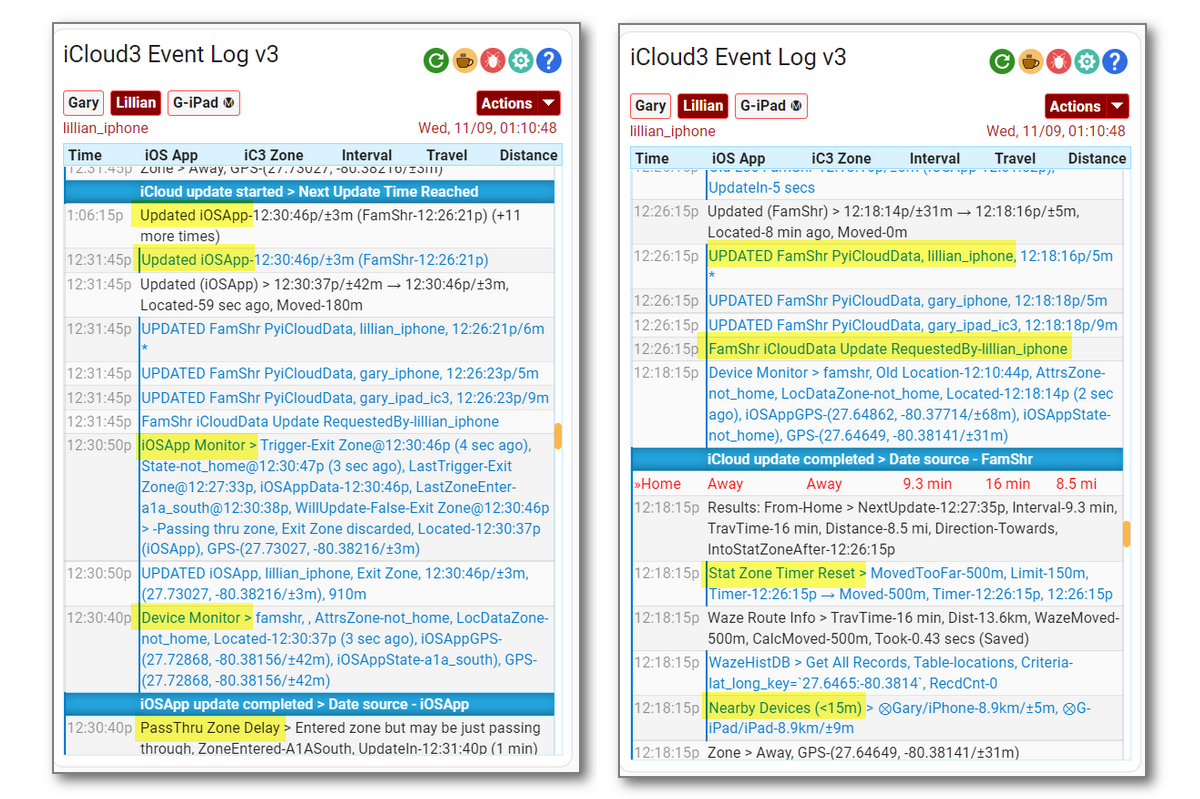 iCloud3 Event Log v3
Gary
Lillian
G-iPad
Actions
lillian_iphone
Wed, 11/09, 01:10:48
Time iOS App iC3 Zone Interval Travel Distance
12:31:45p Zone > Away, GPS-(27.73027, -80.38216/±3m)
iCloud update started > Next Update Time Reached
1:06:15p Updated iOSApp-12:30:46p/±3m (FamShr-12:26:21p) (+11
more times)
12:31:45p Updated iOSApp-12:30:46p/±3m (FamShr-12:26:21p)
12:31:45p Updated (iOSApp) > 12:30:37p/±42m → 12:30:46p/±3m,
Located-59 sec ago, Moved-180m
12:31:45p UPDATED FamShr PyiCloudData, lillian_iphone, 12:26:21p/6m
*
12:31:45p UPDATED FamShr PyiCloudData, gary_iphone, 12:26:23p/5m
12:31:45p UPDATED FamShr PyiCloudData, gary_ipad_ic3, 12:26:23p/9m
12:31:45p FamShr iCloudData Update RequestedBy-lillian_iphone
12:30:50p iOSApp Monitor > Trigger-Exit Zone@12:30:46p (4 sec ago),
State-not_home@12:30:47p (3 sec ago), LastTrigger-Exit
Zone@12:27:33p, iOSAppData-12:30:46p, LastZoneEnter-
a1a_south@12:30:38p, WillUpdate-False-Exit Zone@12:30:46p
> -Passing thru zone, Exit Zone discarded, Located-12:30:37p
(iOSApp), GPS-(27.73027, -80.38216/±3m)
12:30:50p UPDATED iOSApp, lillian_iphone, Exit Zone, 12:30:46p/±3m,
(27.73027, -80.38216/±3m), 910m
12:30:40p Device Monitor > famshr, , AttrsZone-not_home, LocDataZone-
not_home, Located-12:30:37p (3 sec ago), iOSAppGPS-
(27.72868, -80.38156/±42m), iOSAppState-a1a_south), GPS-
(27.72868, -80.38156/±42m)
iOSApp update completed > Date source - iOSApp
12:30:40p PassThru Zone Delay > Entered zone but may be just passing
through, ZoneEntered-A1ASouth, UpdateIn-12:31:40p (1 min)
iCloud3 Event Log v3
Gary
Lillian
G-iPad
Actions
lillian_iphone
Wed, 11/09, 01:10:48
Time iOS App iC3 Zone Interval Travel Distance
UpdateIn-5 secs
12:26:15p Updated (FamShr) > 12:18:14p/±31m → 12:18:16p/±5m,
Located-8 min ago, Moved-0m
12:26:15p UPDATED FamShr PyiCloudData, lillian_iphone, 12:18:16p/5m
*
12:26:15p UPDATED FamShr PyiCloudData, gary_iphone, 12:18:18p/5m
12:26:15p UPDATED FamShr PyiCloudData, gary_ipad_ic3, 12:18:18p/9m
12:26:15p FamShr iCloudData Update RequestedBy-lillian_iphone
12:18:15p Device Monitor > famshr, Old Location-12:10:44p, AttrsZone-
not_home, LocDataZone-not_home, Located-12:18:14p (2 sec
ago), iOSAppGPS-(27.64862, -80.37714/±68m), iOSAppState-
not_home), GPS-(27.64649, -80.38141/±31m)
iCloud update completed > Date source - FamShr
»Home Away Away 9.3 min 16 min 8.5 mi
12:18:15p Results: From-Home > NextUpdate-12:27:35p, Interval-9.3 min,
TravTime-16 min, Distance-8.5 mi, Direction-Towards,
IntoStatZoneAfter-12:26:15p
12:18:15p Stat Zone Timer Reset > MovedTooFar-500m, Limit-150m,
Timer-12:26:15p → Moved-500m, Timer-12:26:15p, 12:26:15p
12:18:15p Waze Route Info > TravTime-16 min, Dist-13.6km, WazeMoved-
500m, CalcMoved-500m, Took-0.43 secs (Saved)
12:18:15p WazeHistDB > Get All Records, Table-locations, Criteria-
lat_long_key=`27.6465:-80.3814`, RecdCnt-0
12:18:15p Nearby Devices (<15m) > ⊗Gary/iPhone-8.9km/±5m, ⊗G-
iPad/iPad-8.9km/±9m
12:18:15p Zone > Away, GPS-(27.64649, -80.38141/±31m)